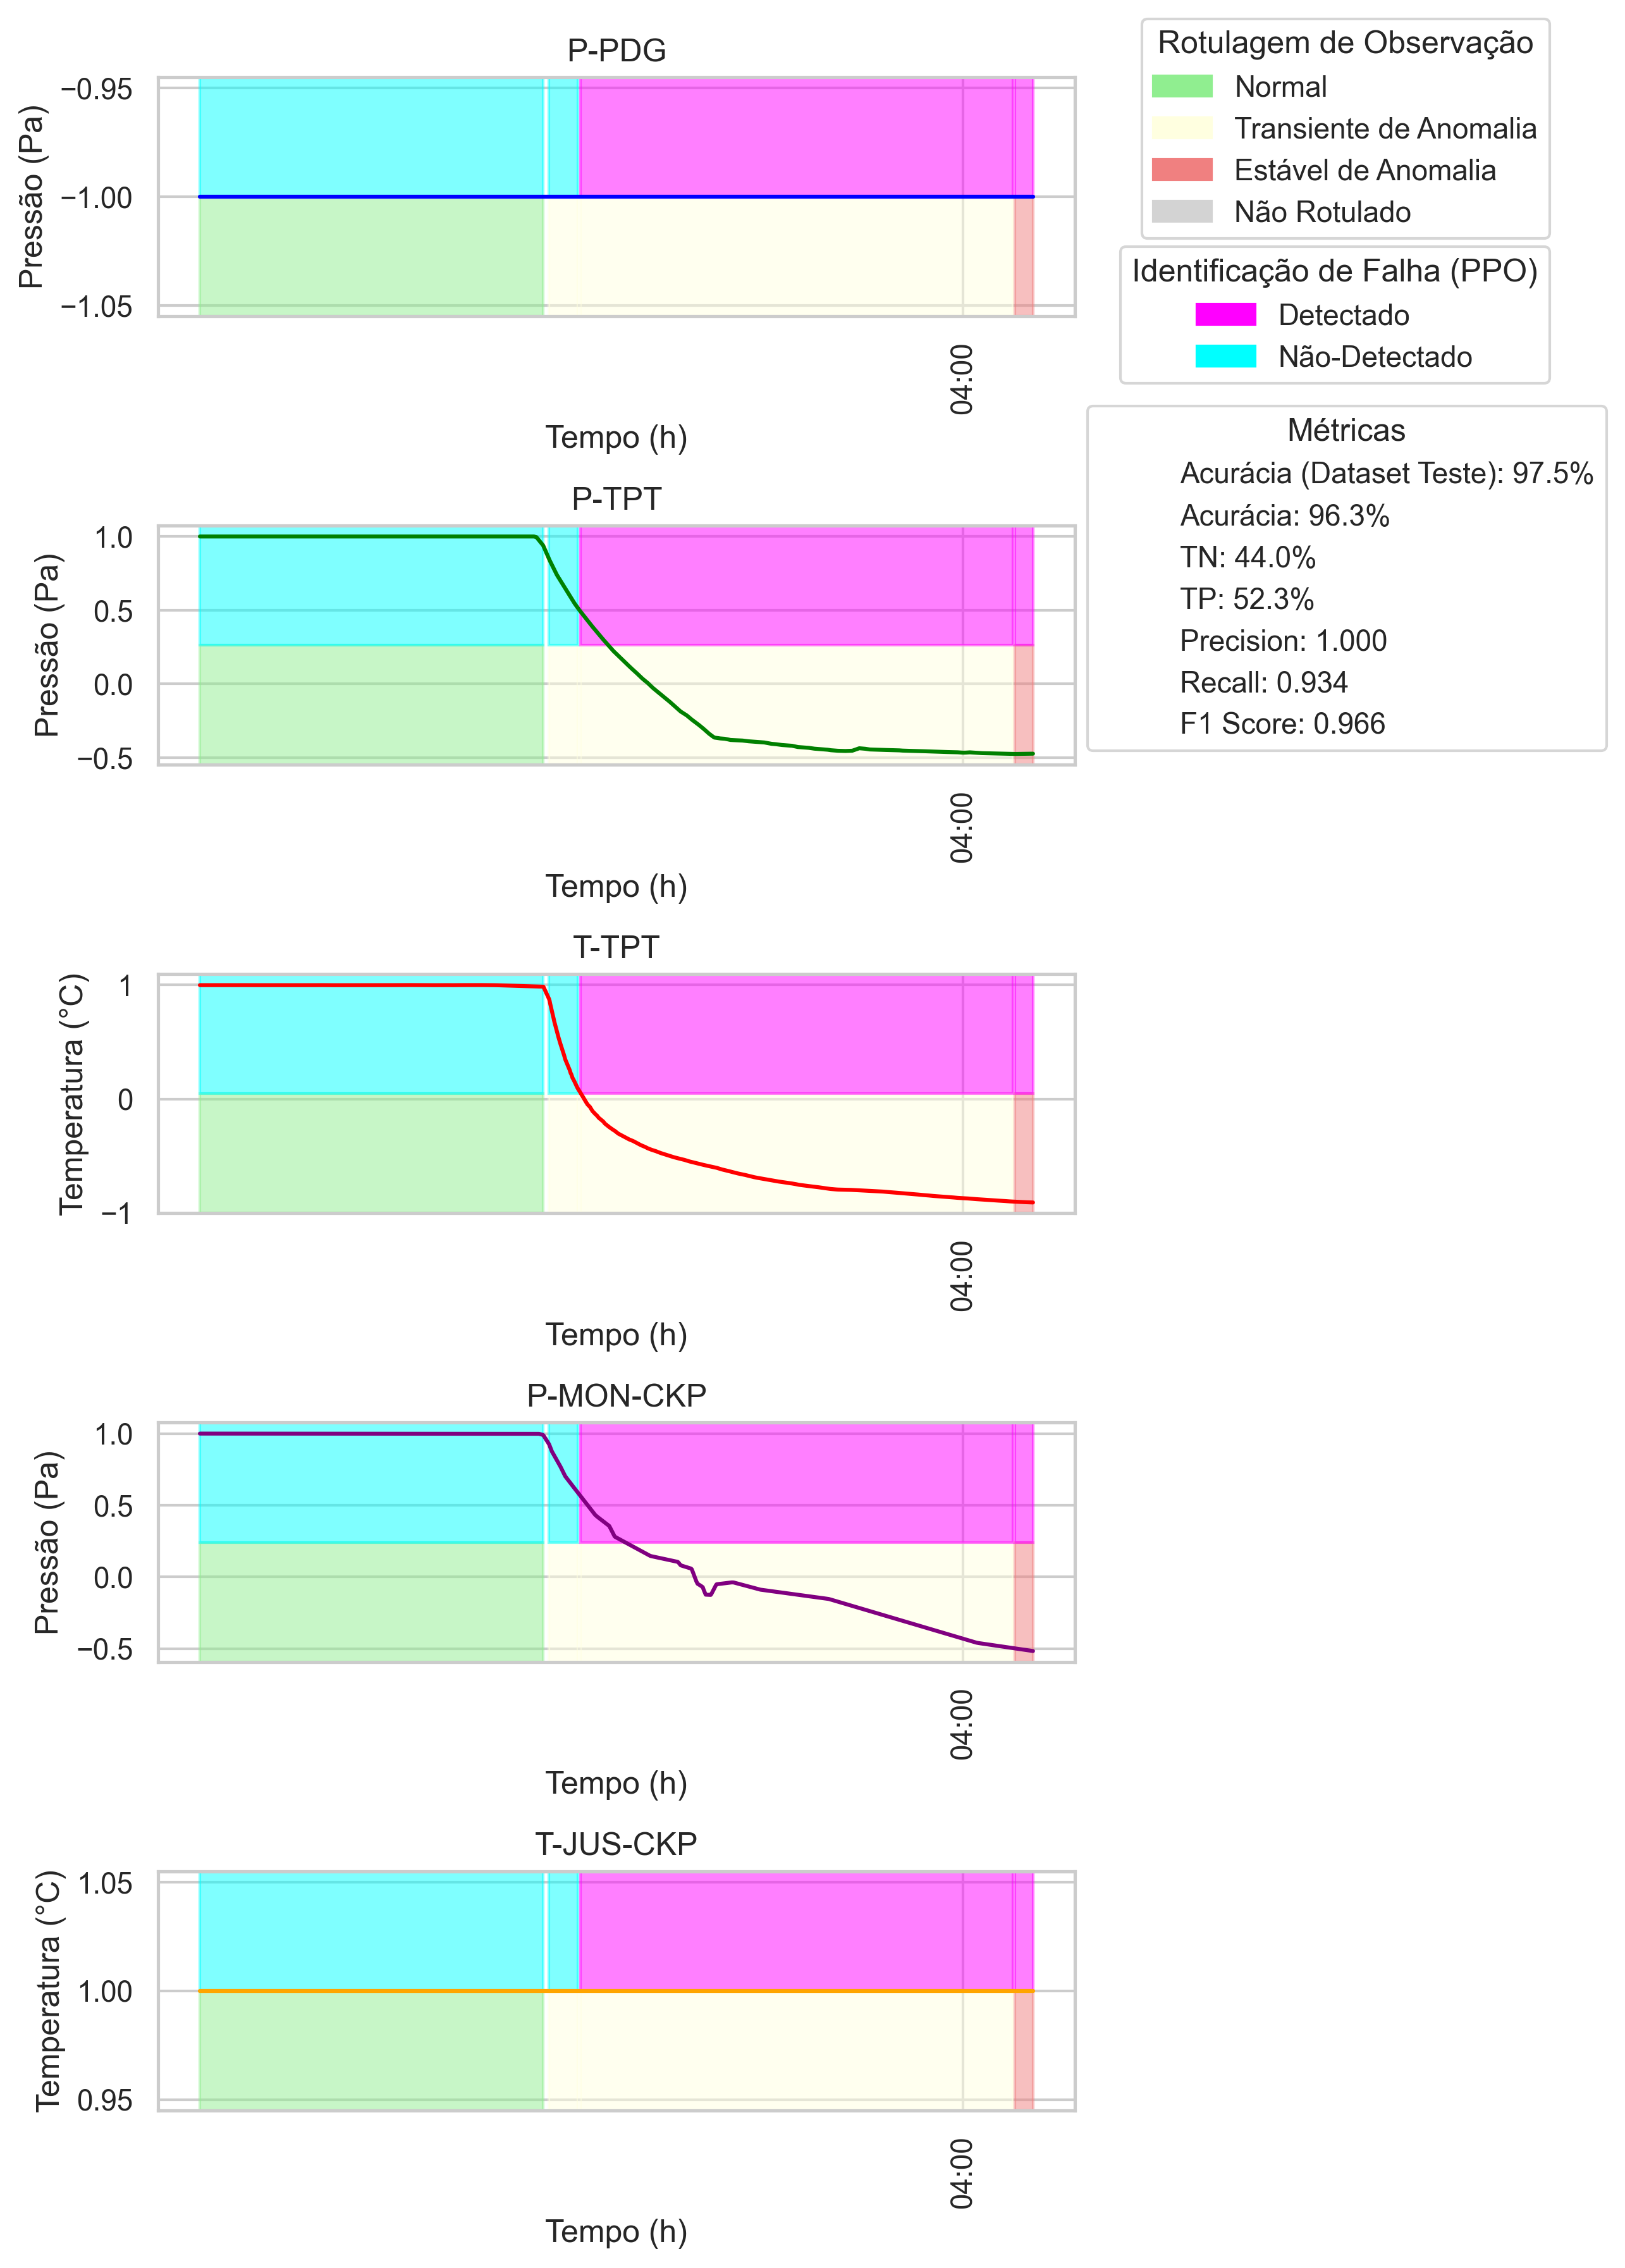 P-PDG
Pressão (Pa)
−0.95
−1.00
−1.05
04:00
Tempo (h)
Rotulagem de Observação
Normal
Transiente de Anomalia
Estável de Anomalia
Não Rotulado
Identificação de Falha (PPO)
Detectado
Não-Detectado
Métricas
Acurácia (Dataset Teste): 97.5%
Acurácia: 96.3%
TN: 44.0%
TP: 52.3%
Precision: 1.000
Recall: 0.934
F1 Score: 0.966
P-TPT
Pressão (Pa)
1.0
0.5
0.0
−0.5
04:00
Tempo (h)
T-TPT
Temperatura (°C)
1
0
−1
04:00
Tempo (h)
P-MON-CKP
Pressão (Pa)
1.0
0.5
0.0
−0.5
04:00
Tempo (h)
T-JUS-CKP
Temperatura (°C)
1.05
1.00
0.95
04:00
Tempo (h)